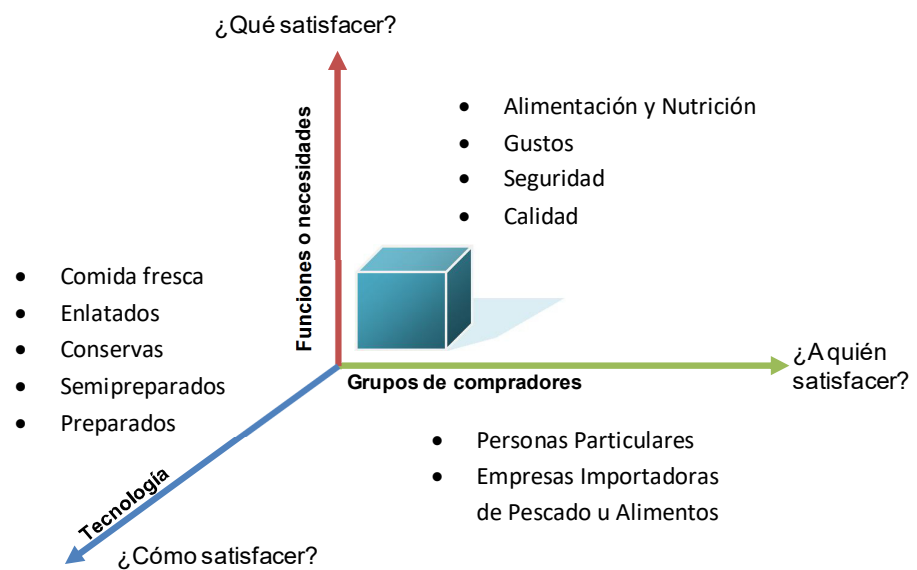 ¿Qué satisfacer?
Funciones o necesidades
• Alimentación y Nutrición
• Gustos
• Seguridad
• Calidad
• Comida fresca
• Enlatados
• Conservas
• Semipreparados
• Preparados
¿A quién
satisfacer?
Grupos de compradores
• Personas Particulares
• Empresas Importadoras
de Pescado u Alimentos
Tecnología
¿Cómo satisfacer?